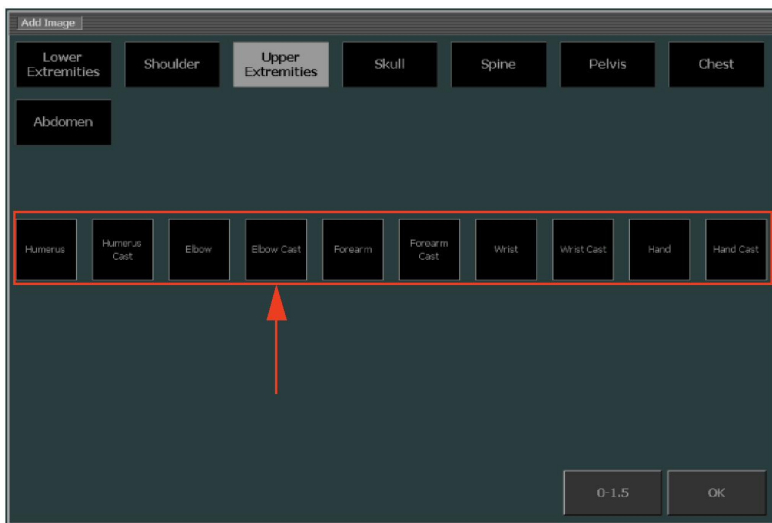 Add Image
Lower
Extremities
Shoulder
Upper
Extremities
Skull
Spine
Pelvis
Chest
Abdomen
Humerus
Humerus
Cast
Elbow
Elbow Cast
Forearm
Forearm
Cast
Wrist
Wrist Cast
Hand
Hand Cast
0-1.5
OK